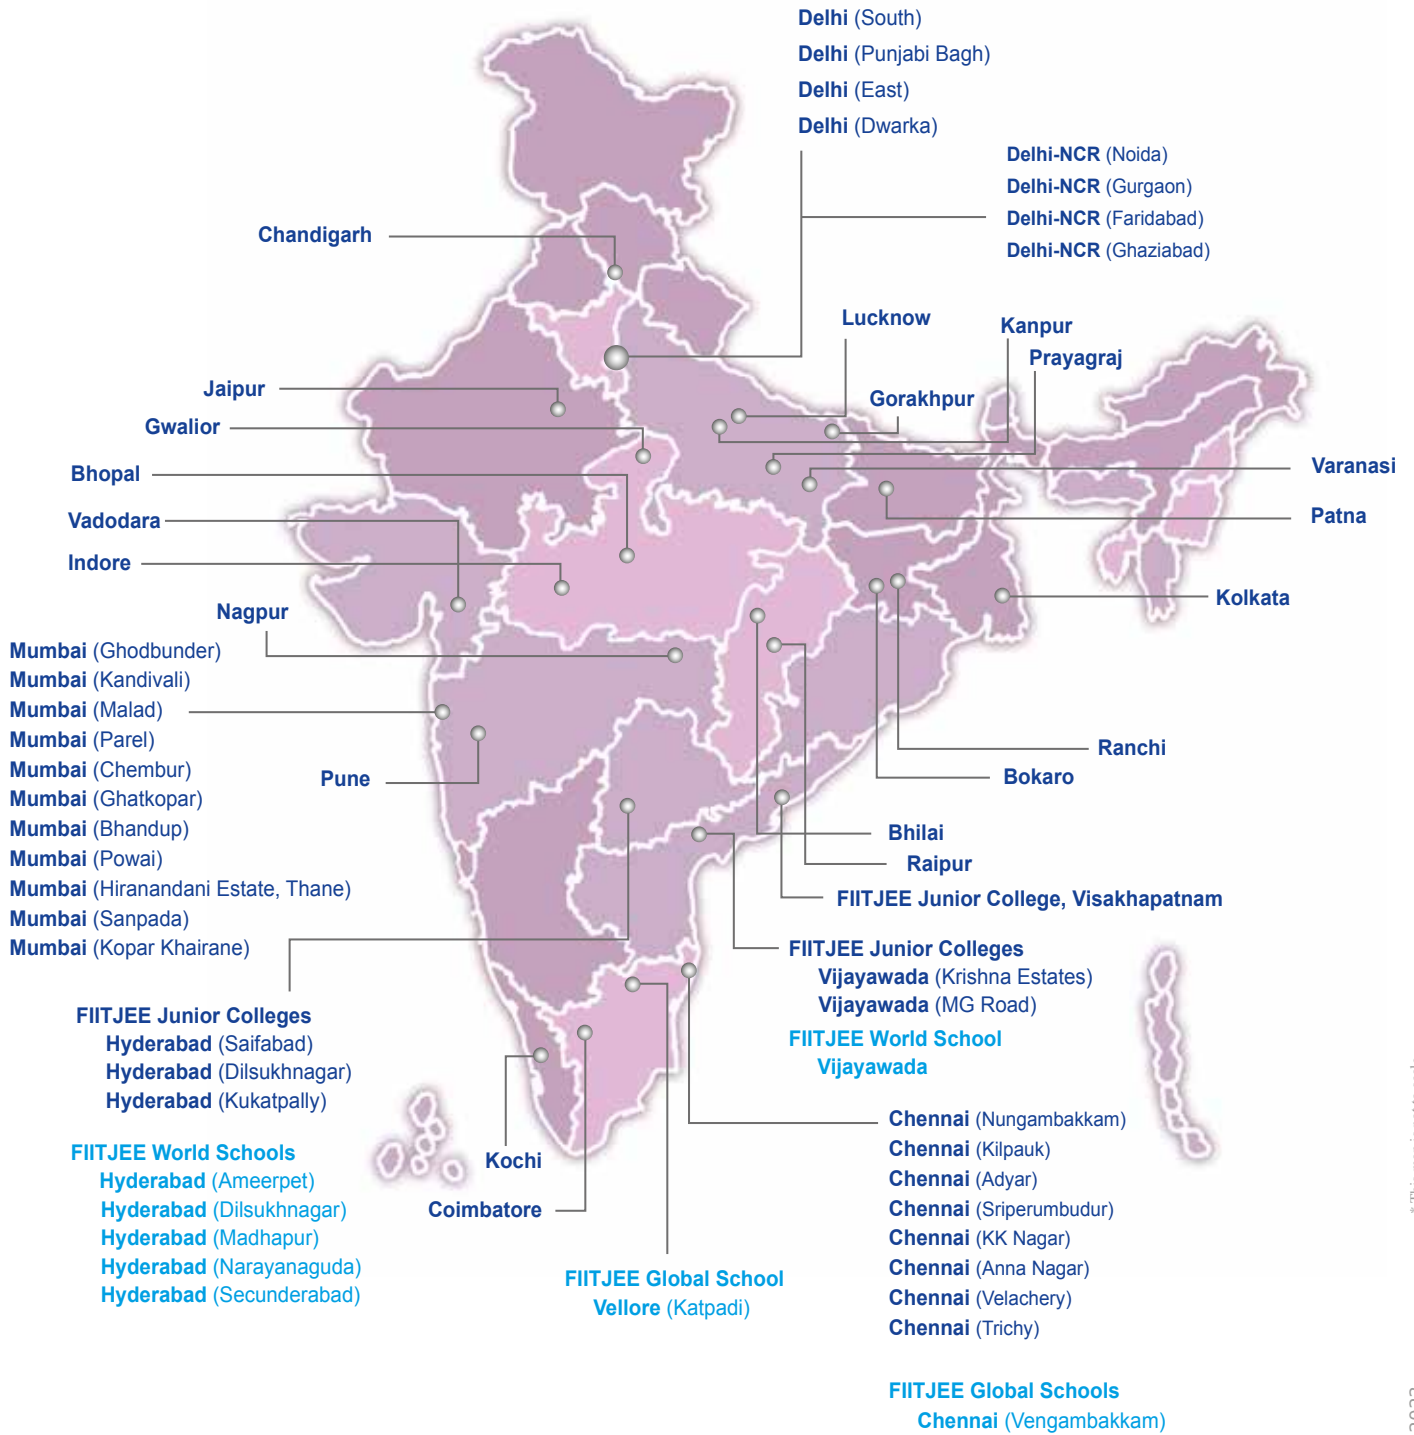 Delhi (South)
Delhi (Punjabi Bagh)
Delhi (East)
Delhi (Dwarka)
Delhi-NCR (Noida)
Delhi-NCR (Gurgaon)
Delhi-NCR (Faridabad)
Delhi-NCR (Ghaziabad)
Chandigarh
Lucknow
Kanpur
Prayagraj
Jaipur
Gorakhpur
Gwalior
Bhopal
Varanasi
Vadodara
Patna
Indore
Kolkata
Nagpur
Mumbai (Ghodbunder)
Mumbai (Kandivali)
Mumbai (Malad)
Mumbai (Parel)
Mumbai (Chembur)
Mumbai (Ghatkopar)
Mumbai (Bhandup)
Mumbai (Powai)
Mumbai (Hiranandani Estate, Thane)
Mumbai (Sanpada)
Mumbai (Kopar Khairane)
Pune
Ranchi
Bokaro
Bhilai
Raipur
FIITJEE Junior College, Visakhapatnam
FIITJEE Junior Colleges
Vijayawada (Krishna Estates)
Vijayawada (MG Road)
FIITJEE World School
Vijayawada
FIITJEE Junior Colleges
Hyderabad (Saifabad)
Hyderabad (Dilsukhnagar)
Hyderabad (Kukatpally)
FIITJEE World Schools
Hyderabad (Ameerpet)
Hyderabad (Dilsukhnagar)
Hyderabad (Madhapur)
Hyderabad (Narayanaguda)
Hyderabad (Secunderabad)
Kochi
Coimbatore
FIITJEE Global School
Vellore (Katpadi)
Chennai (Nungambakkam)
Chennai (Kilpauk)
Chennai (Adyar)
Chennai (Sriperumbudur)
Chennai (KK Nagar)
Chennai (Anna Nagar)
Chennai (Velachery)
Chennai (Trichy)
FIITJEE Global Schools
Chennai (Vengambakkam)